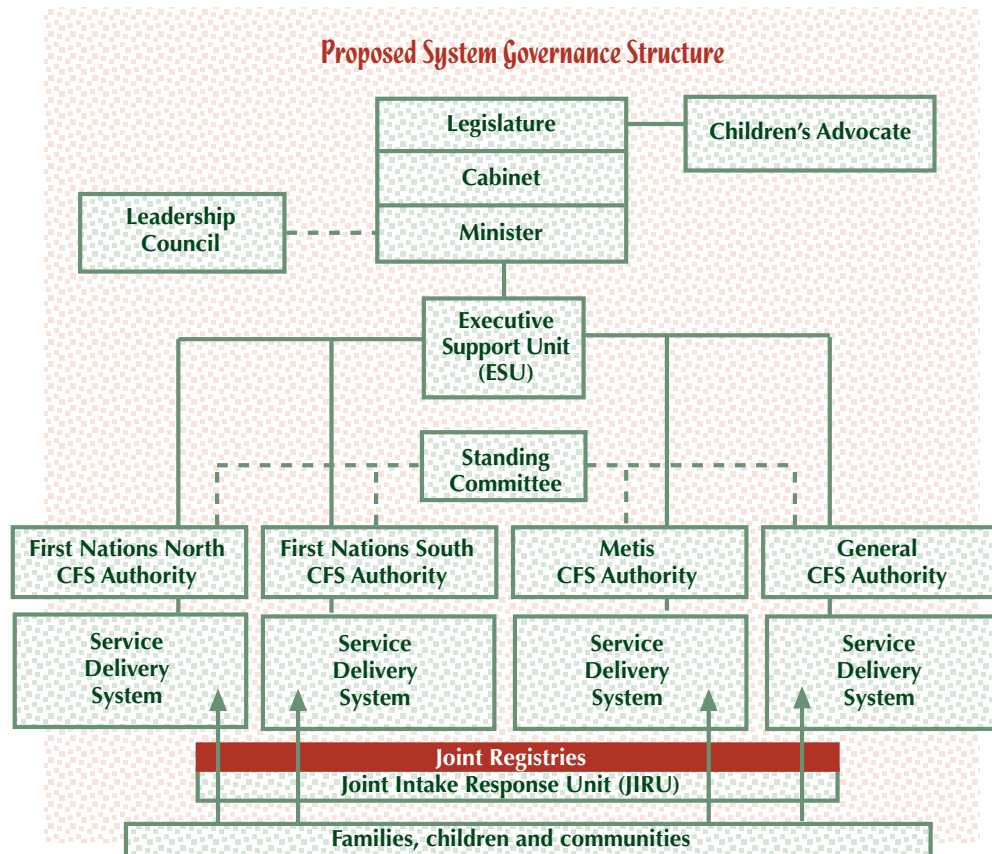 Proposed System Governance Structure
Legislature
Children's Advocate
Cabinet
Leadership
Council
Minister
Executive
Support Unit
(ESU)
Standing
Committee
First Nations North
CFS Authority
First Nations South
CFS Authority
Metis
CFS Authority
General
CFS Authority
Service
Delivery
System
Service
Delivery
System
Service
Delivery
System
Service
Delivery
System
Joint Registries
Joint Intake Response Unit (JIRU)
Families, children and communities